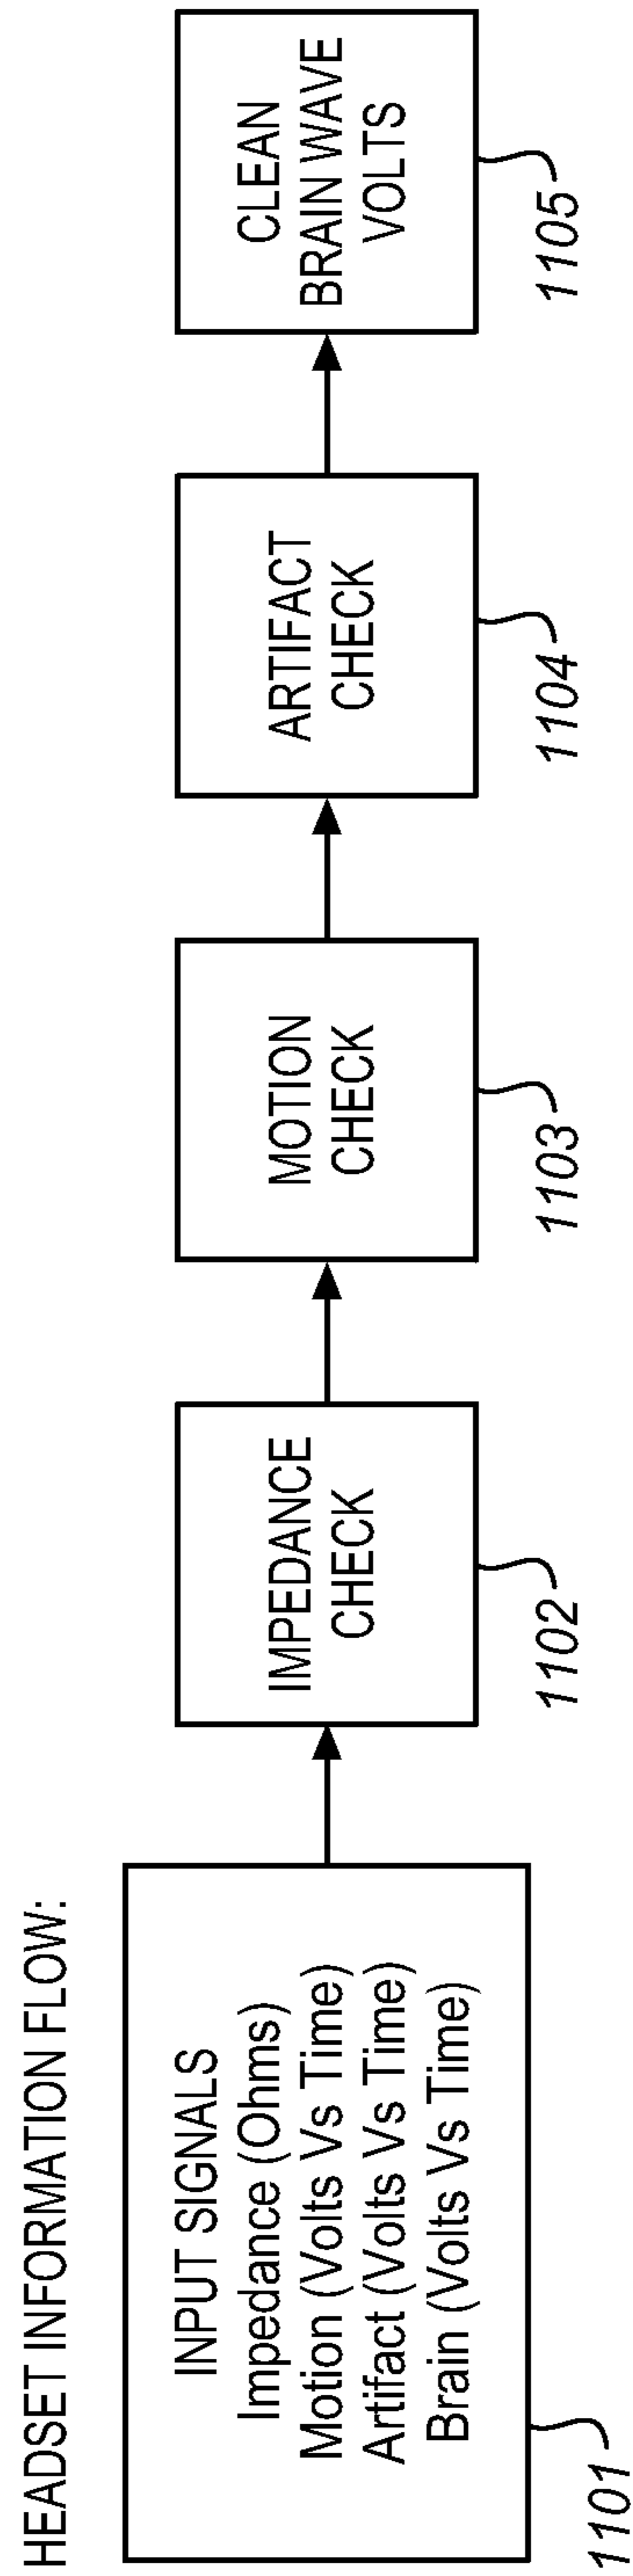 HEADSET INFORMATION FLOW:
INPUT SIGNALS
Impedance (Ohms)
Motion (Volts Vs Time)
Artifact (Volts Vs Time)
Brain (Volts Vs Time)
1101
IMPEDANCE
CHECK
1102
MOTION
CHECK
1103
ARTIFACT
CHECK
1104
CLEAN
BRAIN WAVE
VOLTS
1105